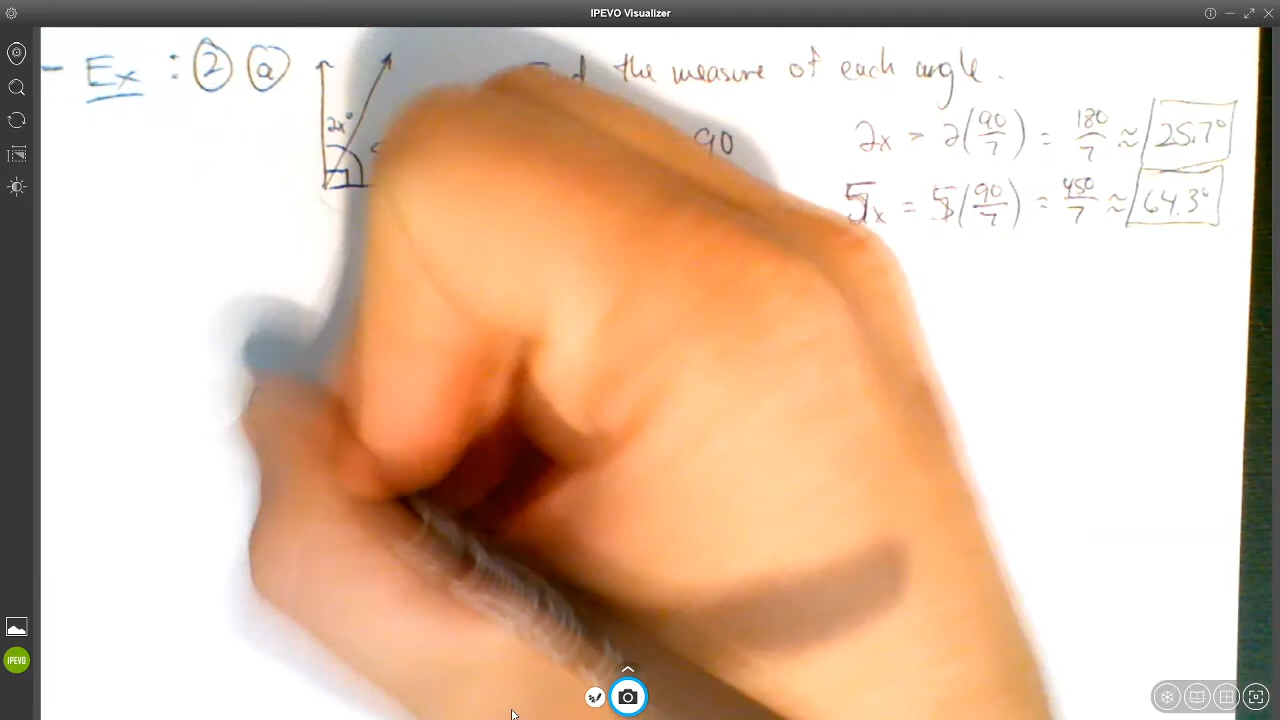 IPEVO Visualizer
- Ex : ② ⓐ the measure of each angle.
2x°
90
2x = 2(90/7) = 180/7 ≈ 25.7°
5x = 5(90/7) = 450/7 ≈ 64.3°
IPEVO